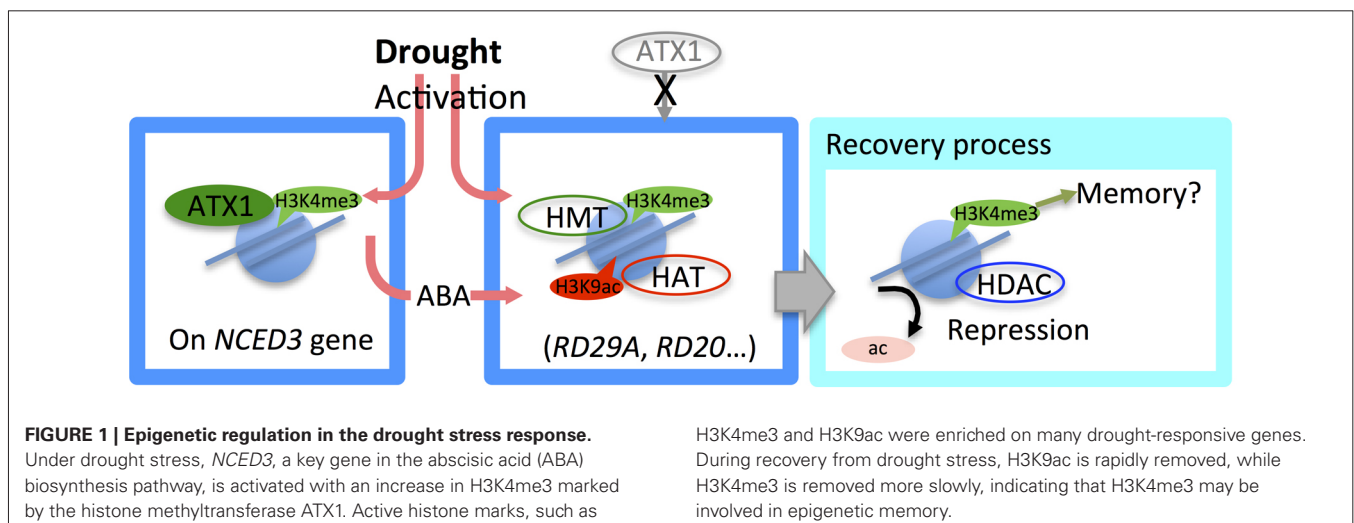 Drought
Activation
ATX1
X
ATX1
H3K4me3
On NCED3 gene
ABA
HMT
H3K4me3
H3K9ac
HAT
(RD29A, RD20...)
Recovery process
H3K4me3
Memory?
HDAC
Repression
ac
FIGURE 1 | Epigenetic regulation in the drought stress response.
Under drought stress, NCED3, a key gene in the abscisic acid (ABA)
biosynthesis pathway, is activated with an increase in H3K4me3 marked
by the histone methyltransferase ATX1. Active histone marks, such as
H3K4me3 and H3K9ac were enriched on many drought-responsive genes.
During recovery from drought stress, H3K9ac is rapidly removed, while
H3K4me3 is removed more slowly, indicating that H3K4me3 may be
involved in epigenetic memory.